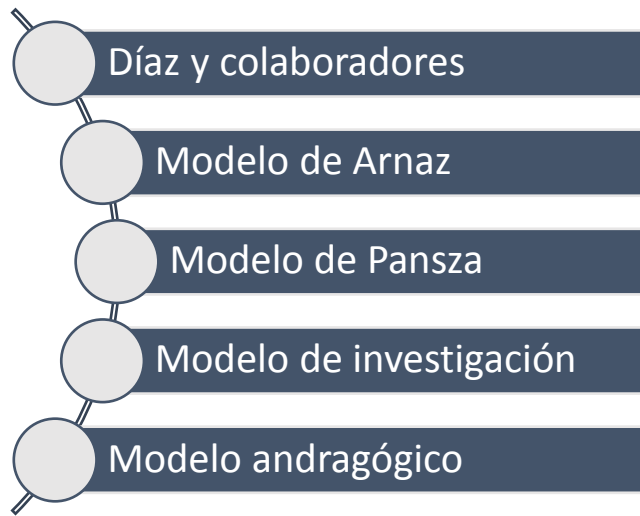 Díaz y colaboradores
Modelo de Arnaz
Modelo de Pansza
Modelo de investigación
Modelo andragógico